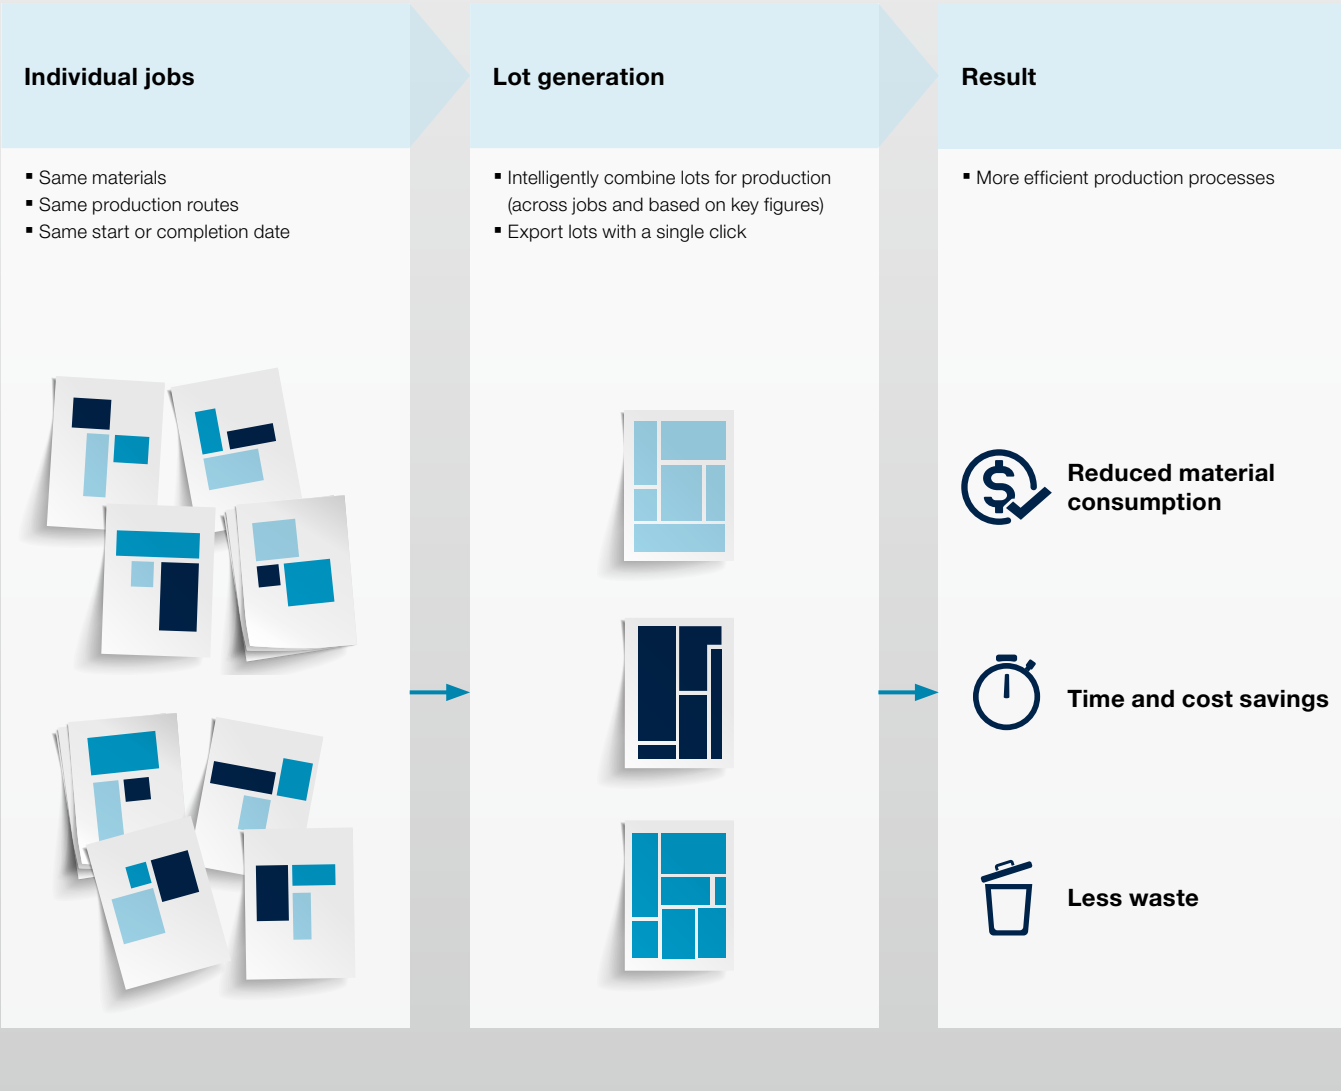 Individual jobs
▪ Same materials
▪ Same production routes
▪ Same start or completion date
Lot generation
▪ Intelligently combine lots for production
(across jobs and based on key figures)
▪ Export lots with a single click
Result
▪ More efficient production processes
$
Reduced material
consumption
Time and cost savings
Less waste